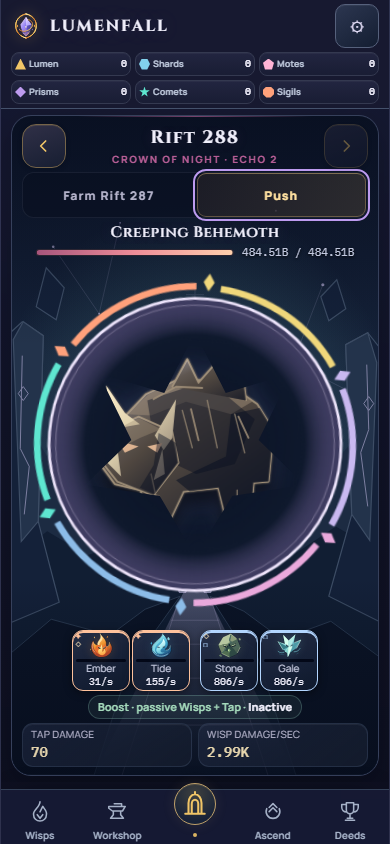 LUMENFALL
Lumen 0
Shards 0
Motes 0
Prisms 0
Comets 0
Sigils 0
Rift 288
CROWN OF NIGHT · ECHO 2
Farm Rift 287
Push
Creeping Behemoth
484.51B / 484.51B
Ember
Tide
Stone
Gale
31/s
155/s
806/s
806/s
Boost · passive Wisps + Tap · Inactive
TAP DAMAGE
70
WISP DAMAGE/SEC
2.99K
Wisps
Workshop
Ascend
Deeds